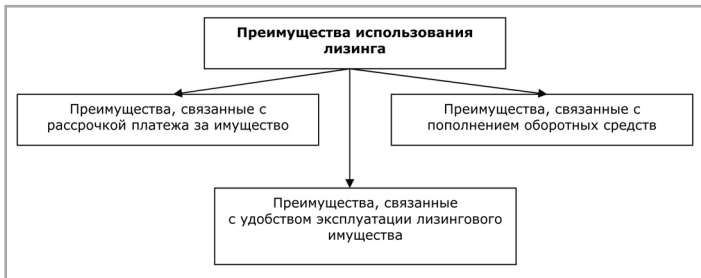 Преимущества использования
лизинга
Преимущества, связанные с
рассрочкой платежа за имущество
Преимущества, связанные с
пополнением оборотных средств
Преимущества, связанные
с удобством эксплуатации лизингового
имущества